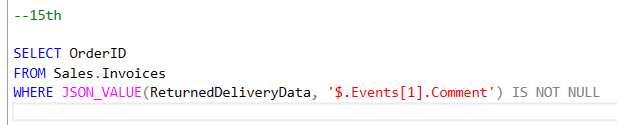 --15th
SELECT OrderID
FROM Sales.Invoices
WHERE JSON_VALUE(ReturnedDeliveryData, '$.Events[1].Comment') IS NOT NULL